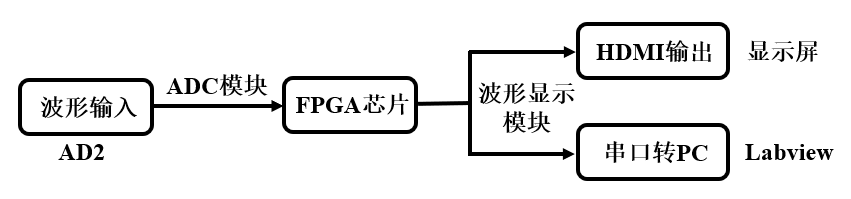 波形输入
AD2
ADC模块
FPGA芯片
波形显示
模块
HDMI输出
显示屏
串口转PC
Labview